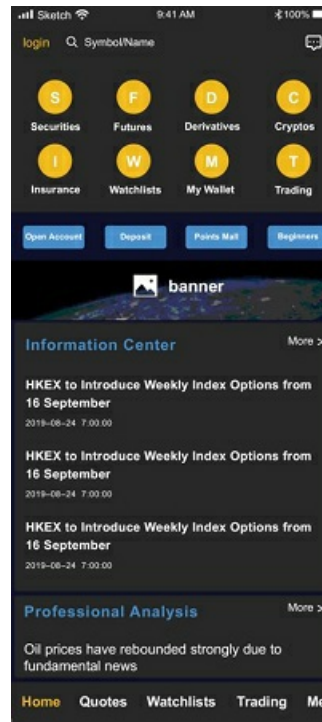 Sketch 9:41 AM 100%
login Symbol/Name
S F D C
Securities Futures Derivatives Cryptos
I W M T
Insurance Watchlists My Wallet Trading
Open Account Deposit Points Mall Beginners
banner
Information Center More >
HKEX to Introduce Weekly Index Options from
16 September
2019-08-24 7:00:00
HKEX to Introduce Weekly Index Options from
16 September
2019-08-24 7:00:00
HKEX to Introduce Weekly Index Options from
16 September
2019-08-24 7:00:00
Professional Analysis More >
Oil prices have rebounded strongly due to
fundamental news
Home Quotes Watchlists Trading Me